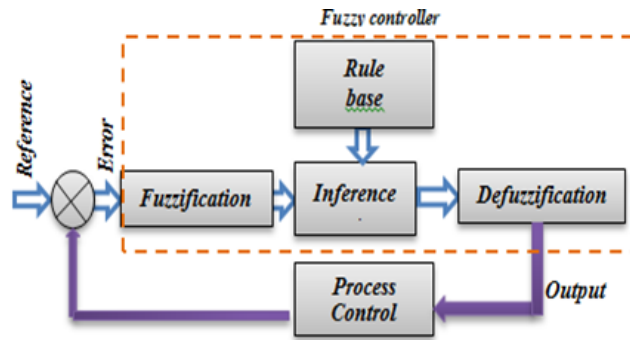 Fuzzy controller
Rule
base
Reference
Error
Fuzzification
Inference
.
Defuzzification
Process
Control
Output